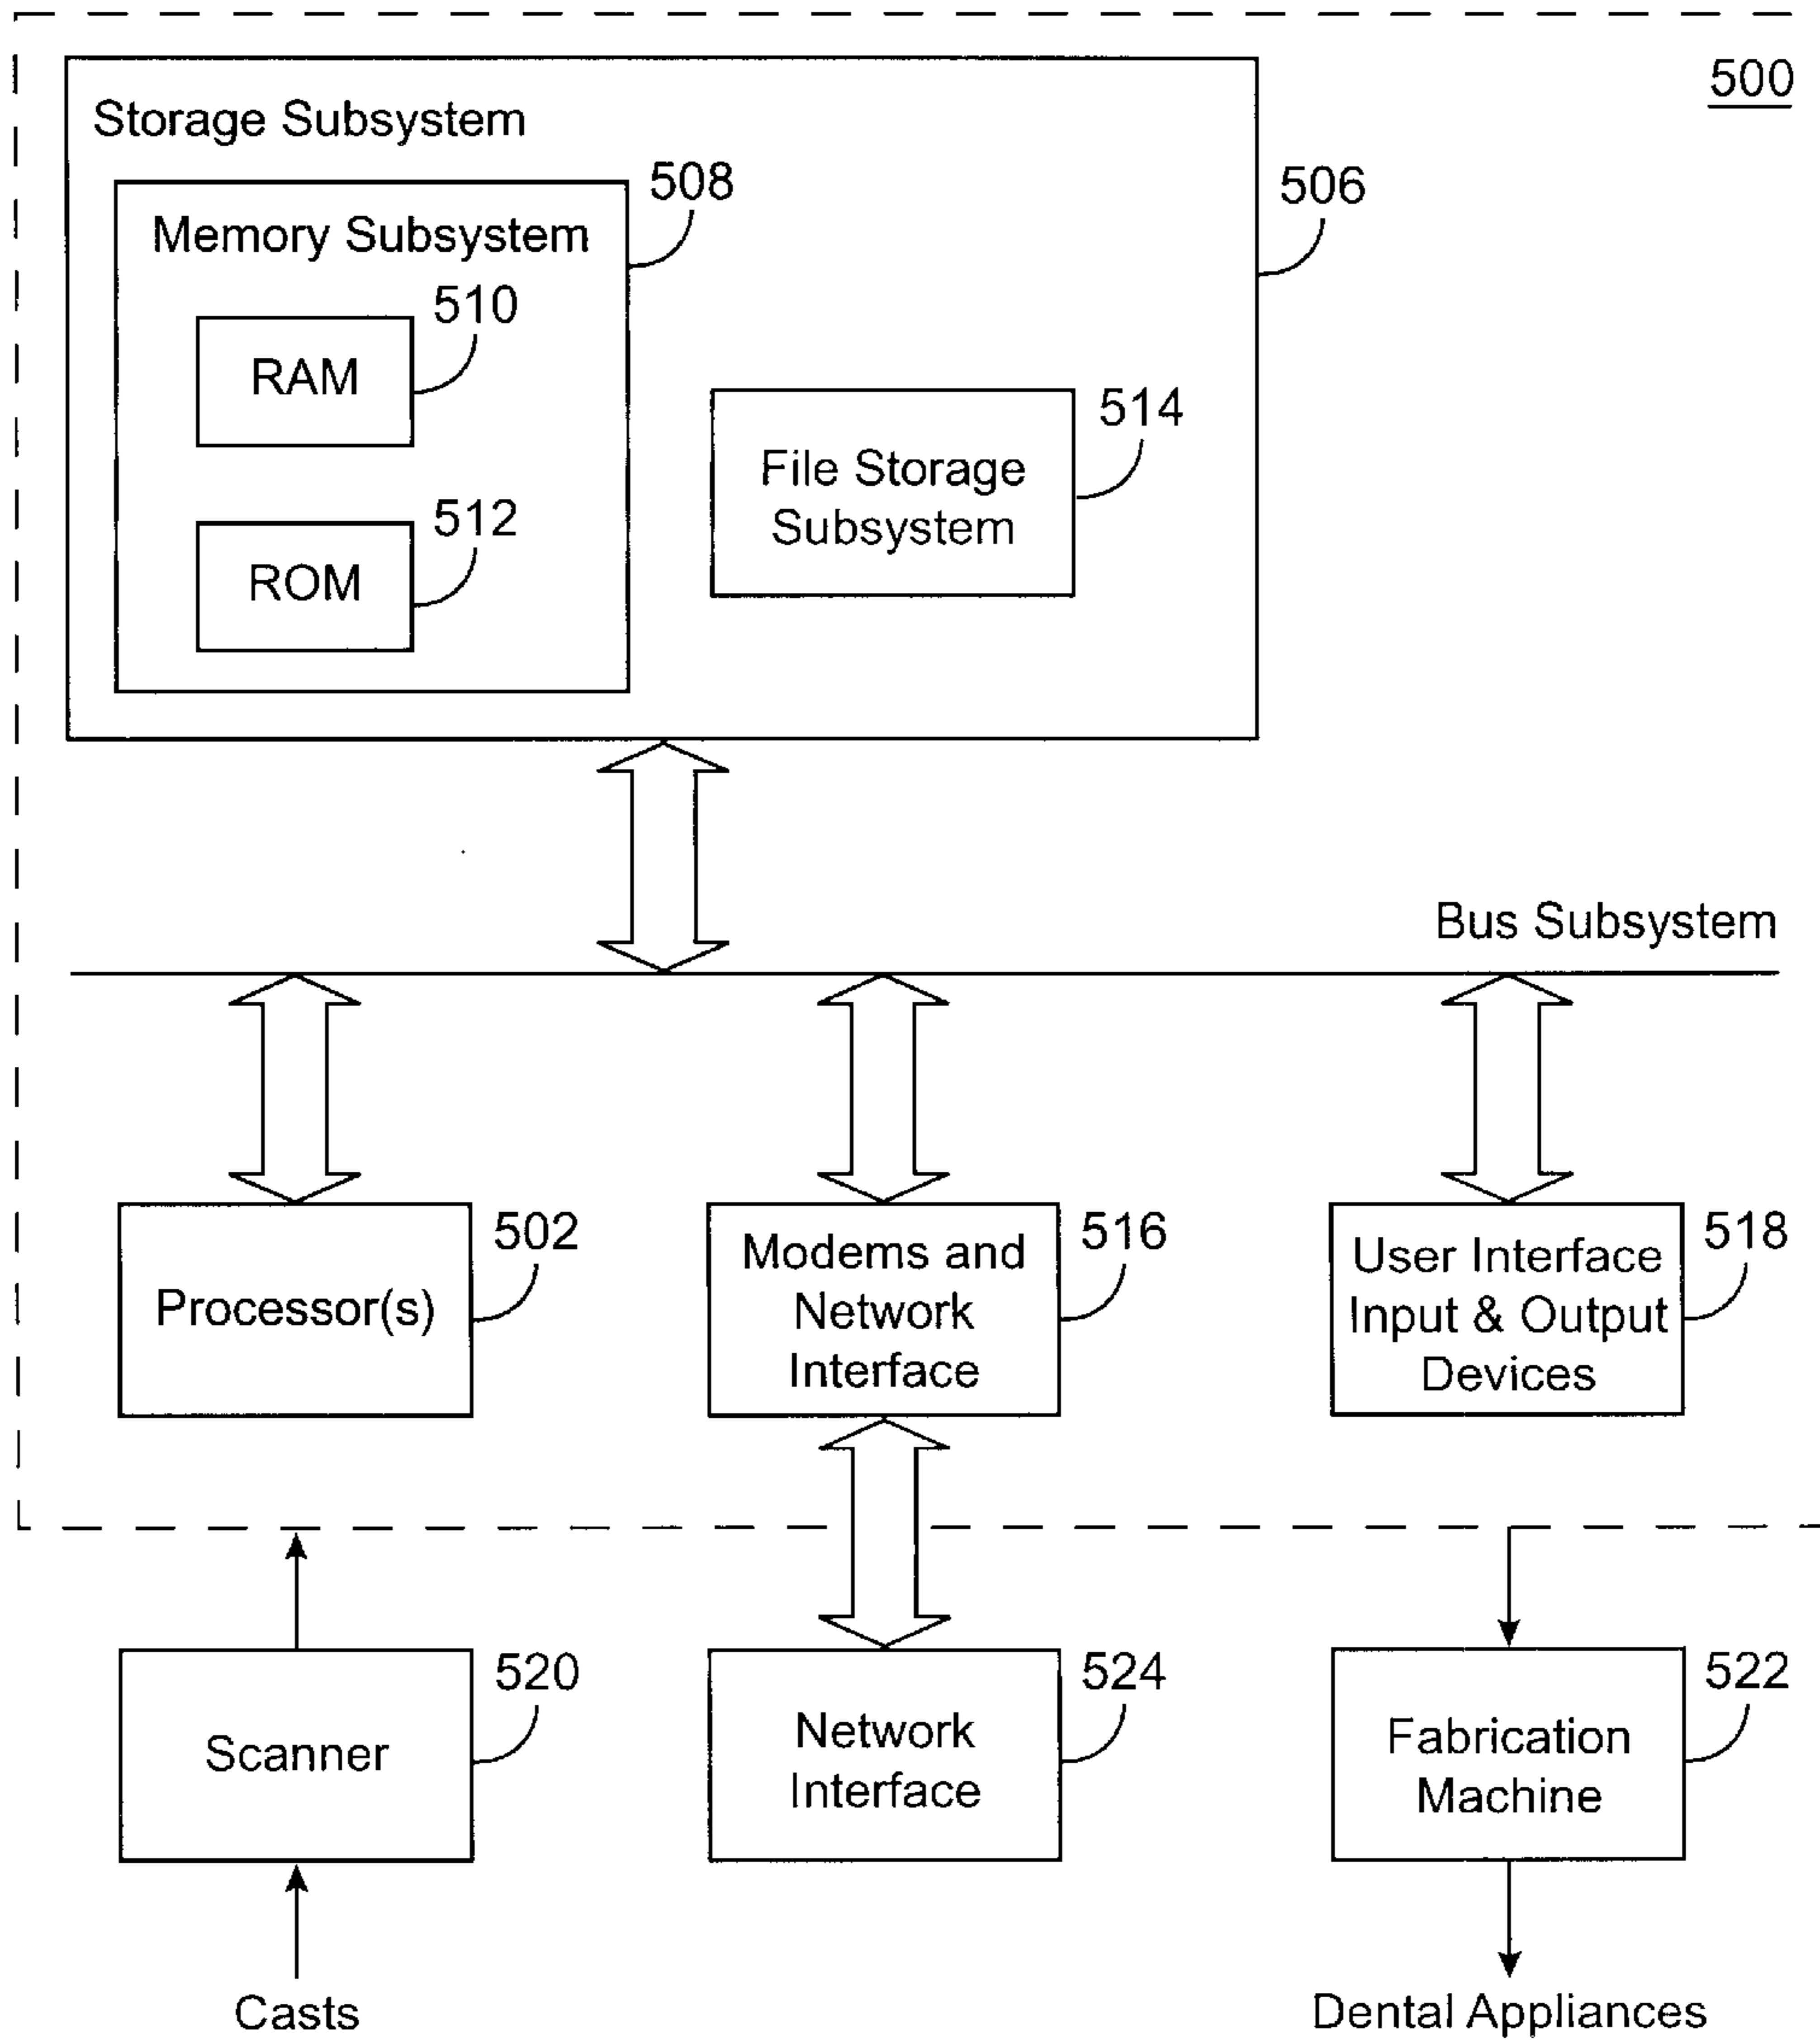 500
Storage Subsystem
508
506
Memory Subsystem
510
RAM
514
File Storage
Subsystem
512
ROM
Bus Subsystem
502
Processor(s)
516
Modems and
Network
Interface
518
User Interface
Input & Output
Devices
520
Scanner
524
Network
Interface
522
Fabrication
Machine
Casts
Dental Appliances